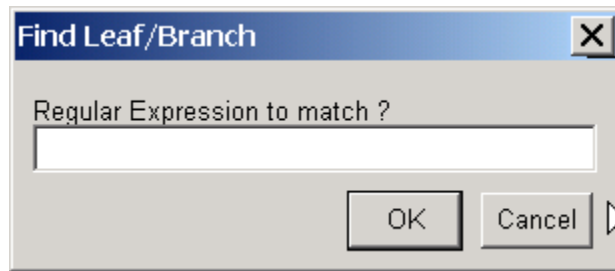 Find Leaf/Branch
Regular Expression to match ?
OK
Cancel